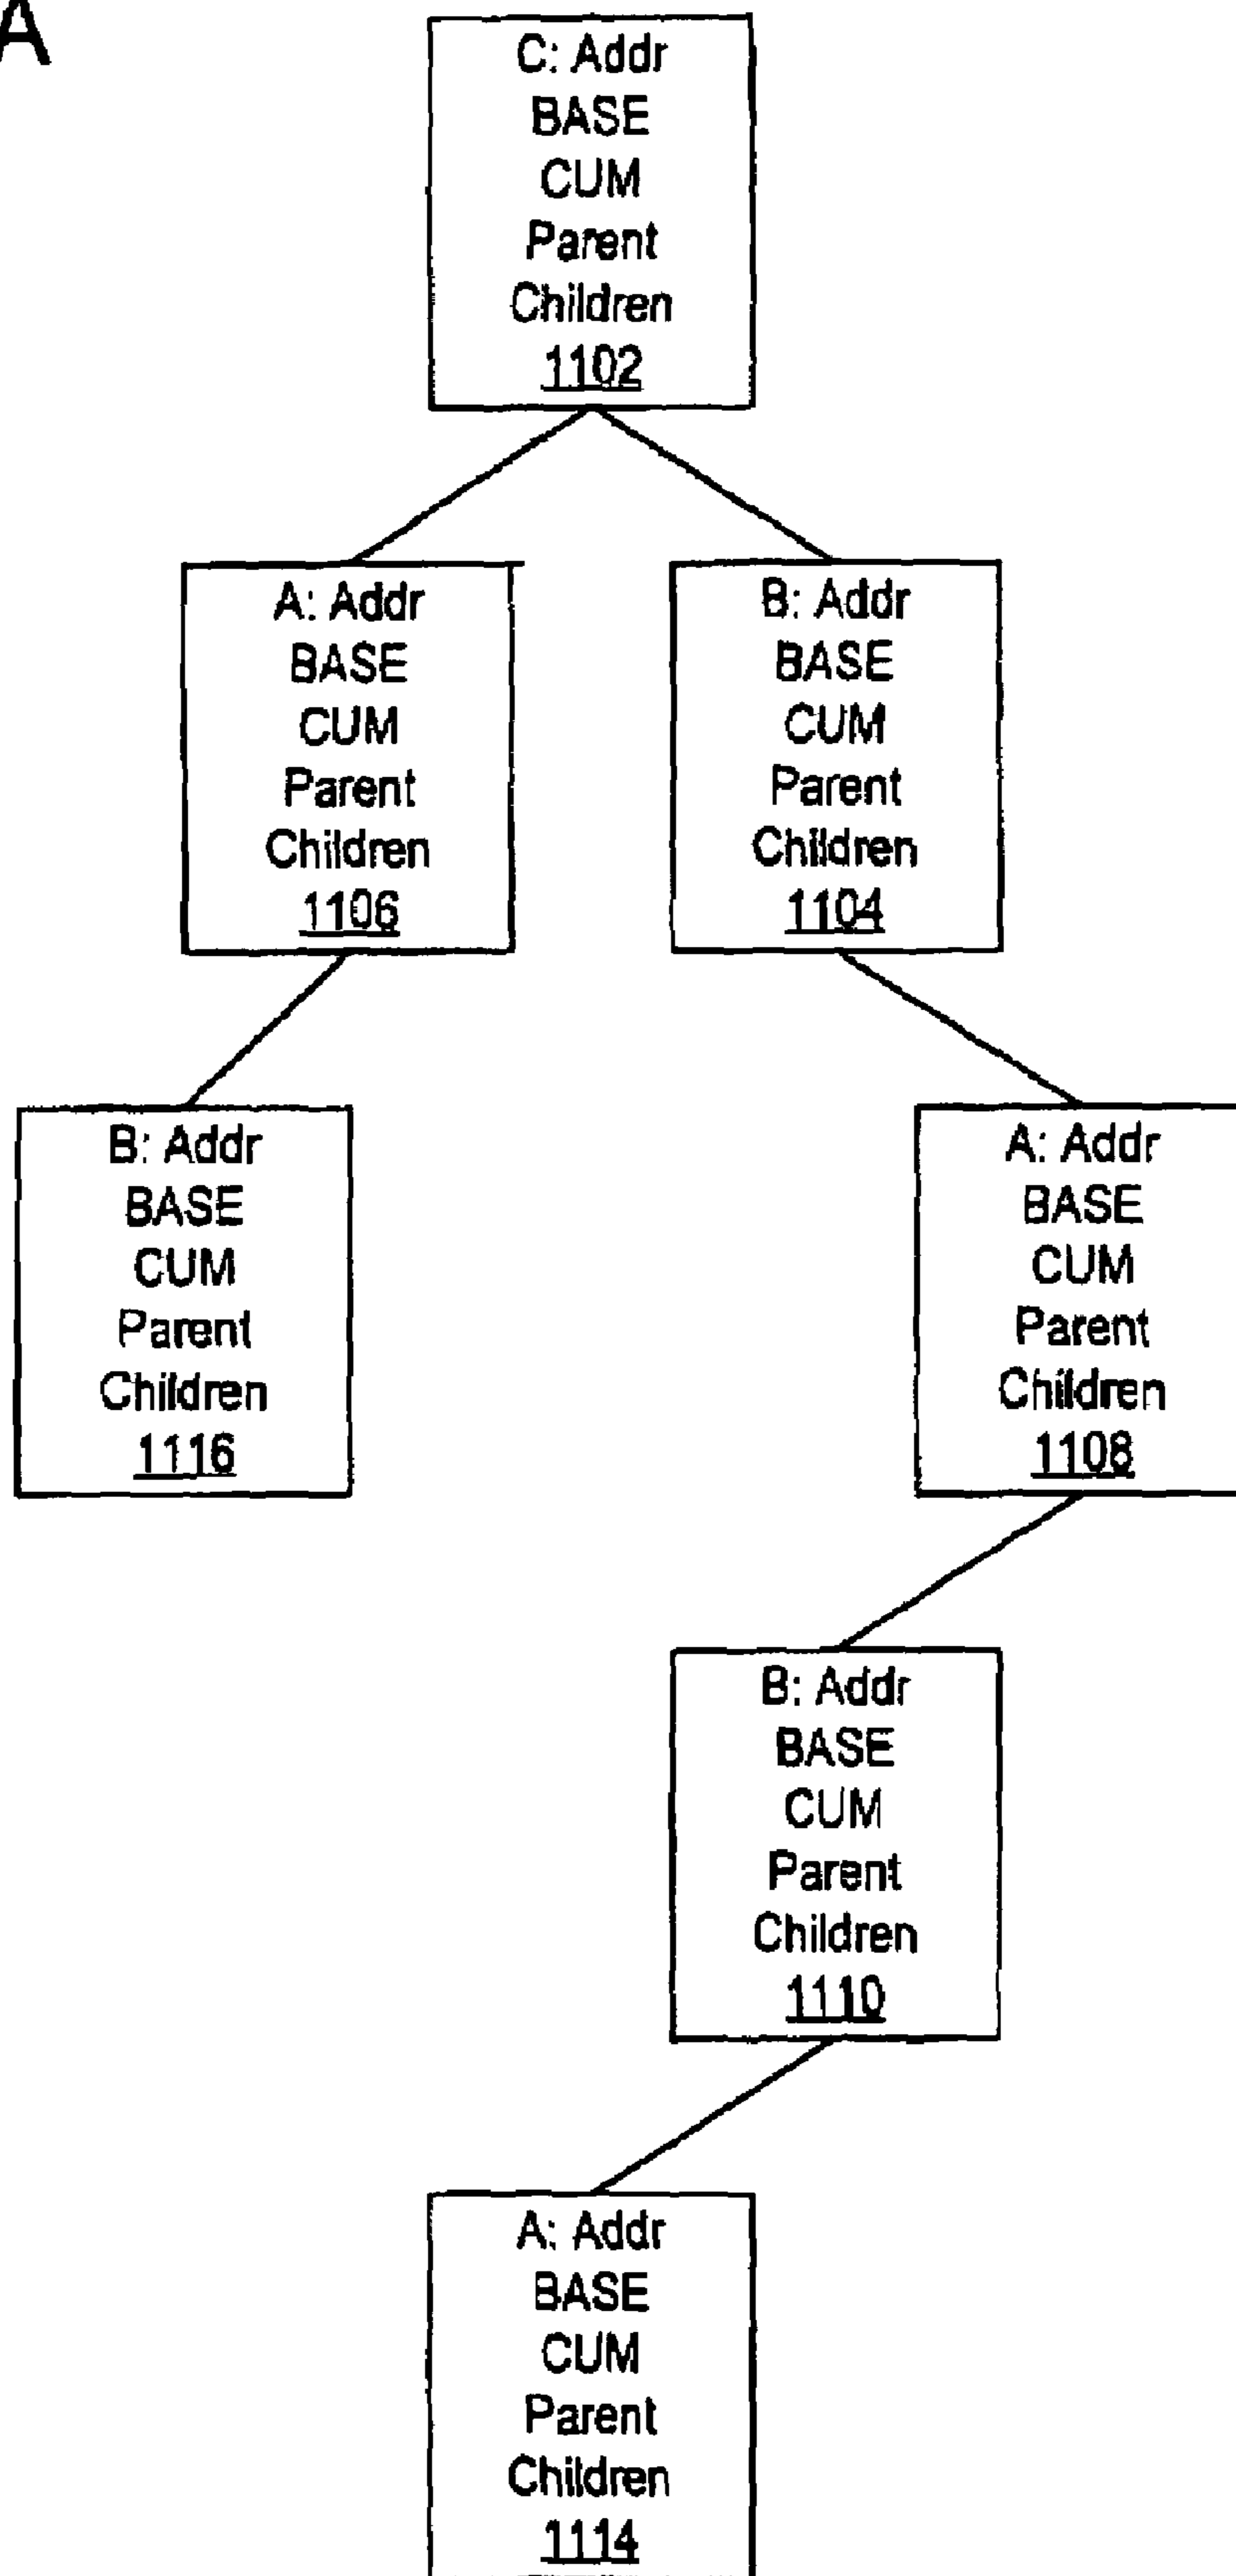 A
C: Addr
BASE
CUM
Parent
Children
1102
A: Addr
BASE
CUM
Parent
Children
1106
B: Addr
BASE
CUM
Parent
Children
1104
B: Addr
BASE
CUM
Parent
Children
1116
A: Addr
BASE
CUM
Parent
Children
1108
B: Addr
BASE
CUM
Parent
Children
1110
A: Addr
BASE
CUM
Parent
Children
1114